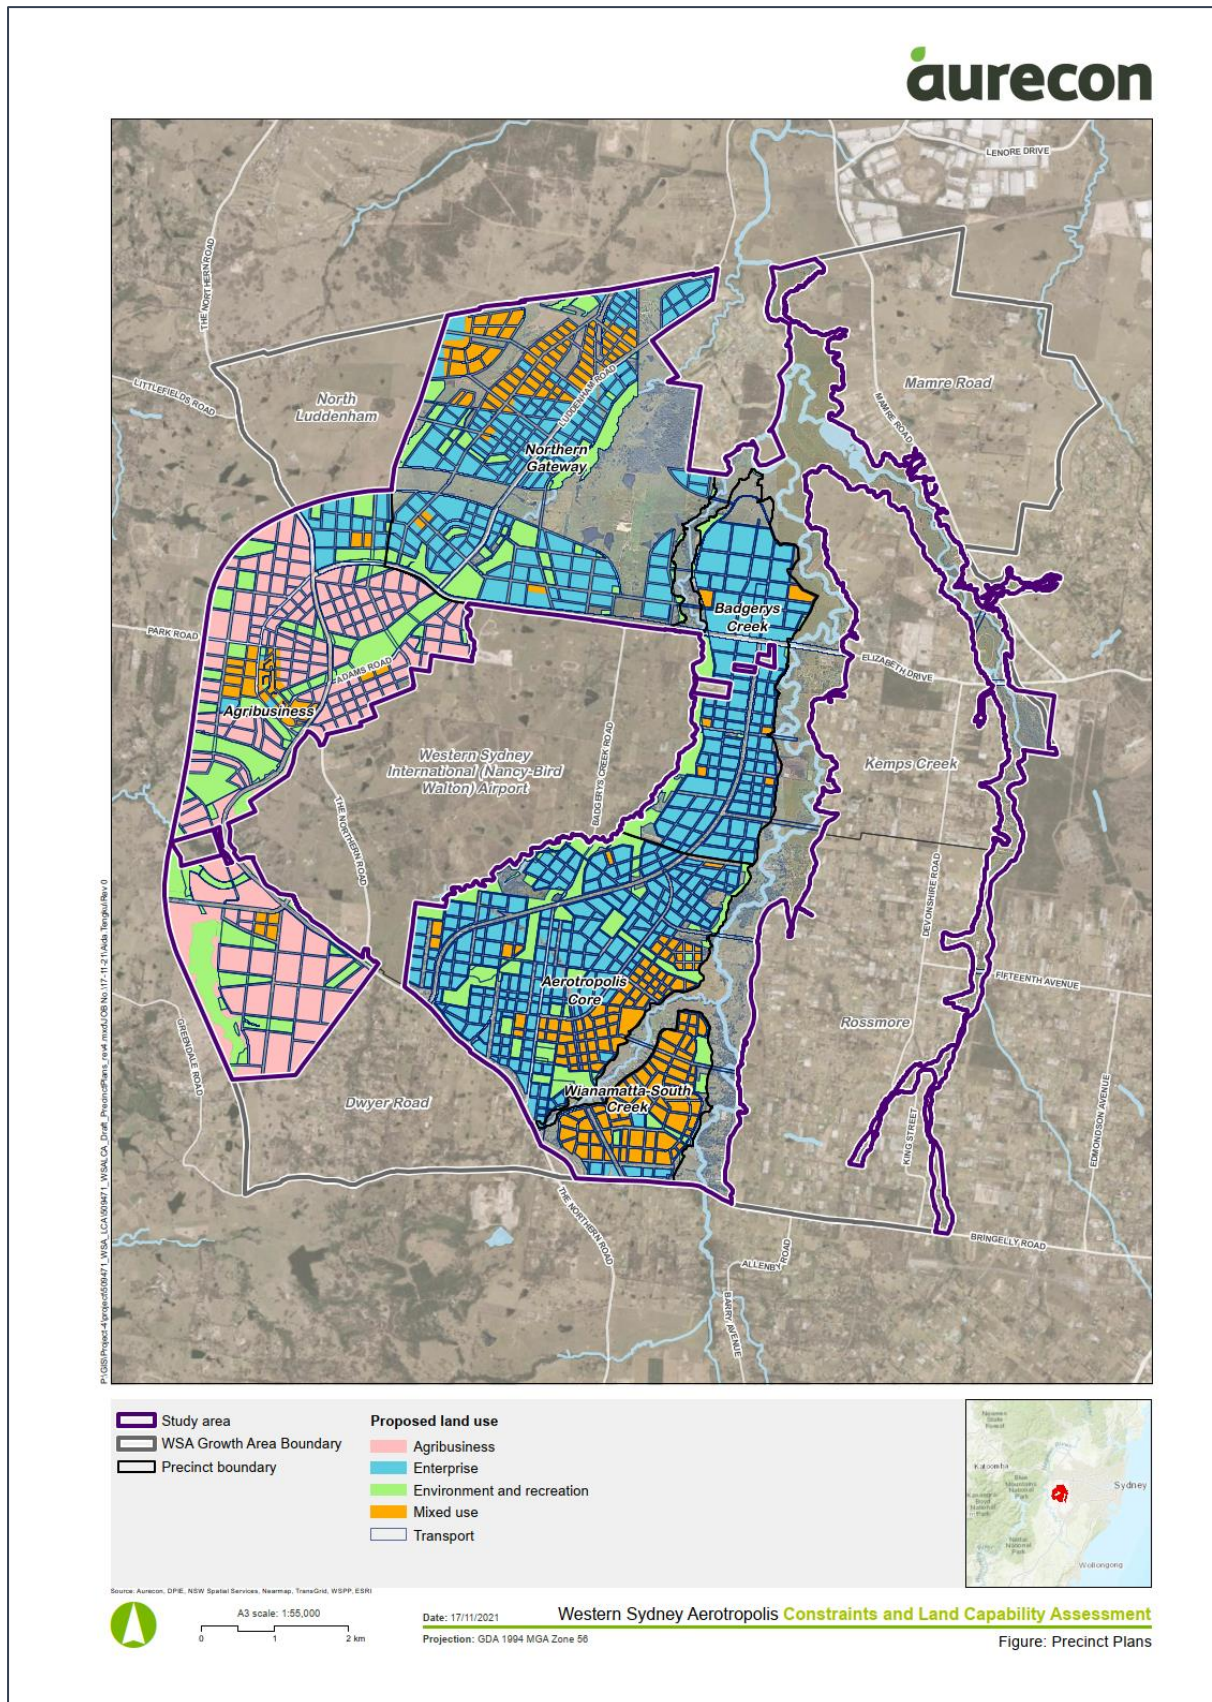 aurecon
LENORE DRIVE
THE NORTHERN ROAD
LITTLEFIELDS ROAD
North
Luddenham
Mamre Road
MAMRE ROAD
LUDDENHAM ROAD
Northern
Gateway
PARK ROAD
Badgerys
Creek
ELIZABETH DRIVE
ADAMS ROAD
Agribusiness
Western Sydney
International (Nancy-Bird
Walton) Airport
BADGERYS CREEK ROAD
Kemps Creek
THE NORTHERN ROAD
DEVONSHIRE ROAD
FIFTEENTH AVENUE
Aerotropolis
Core
Rossmore
GREENDALE ROAD
Dwyer Road
Wianamatta-South
Creek
KING STREET
EDMONDSON AVENUE
THE NORTHERN ROAD
BRINGELLY ROAD
ALLENBY ROAD
BARRY AVENUE
Study area
WSA Growth Area Boundary
Precinct boundary
Proposed land use
Agribusiness
Enterprise
Environment and recreation
Mixed use
Transport
Katoomba
Blue
Mountains
National
Park
Sydney
Wollongong
Source: Aurecon, DPIE, NSW Spatial Services, Nearmap, TransGrid, WSPP, ESRI
A3 scale: 1:55,000
0 1 2 km
Date: 17/11/2021
Western Sydney Aerotropolis Constraints and Land Capability Assessment
Projection: GDA 1994 MGA Zone 56
Figure: Precinct Plans